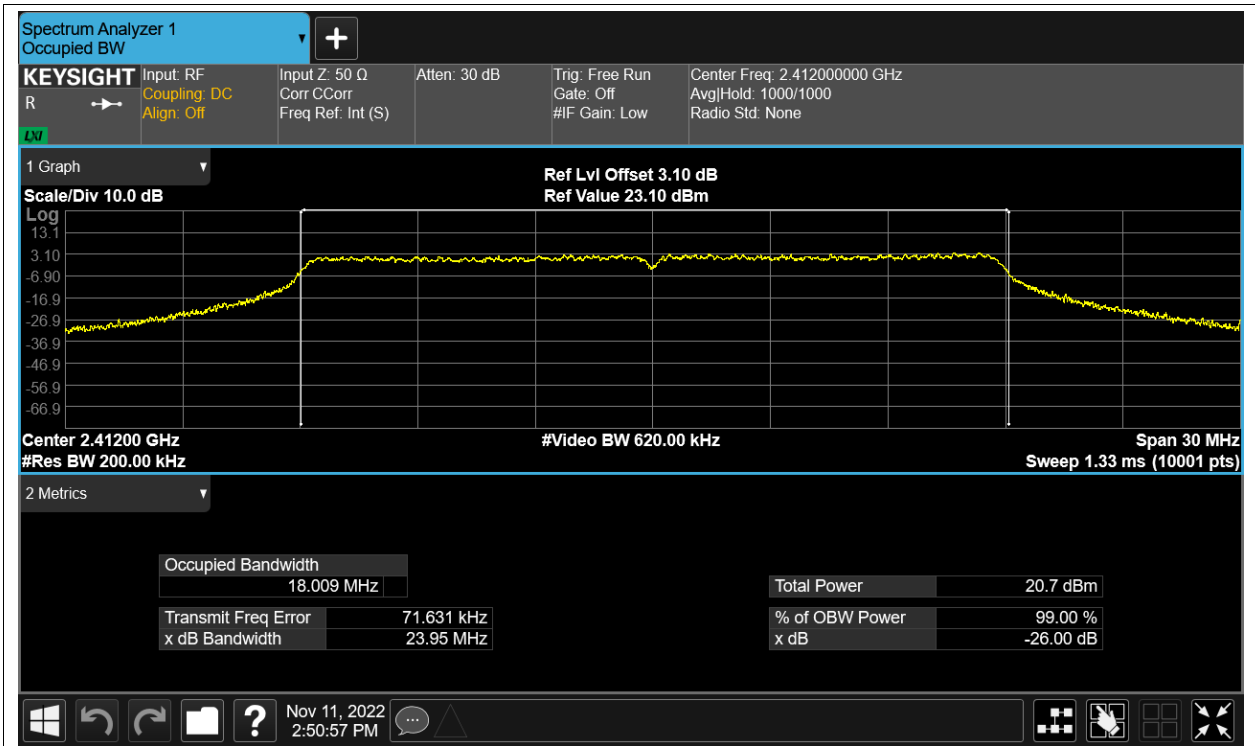 Spectrum Analyzer 1
Occupied BW
KEYSIGHT Input: RF Input Z: 50 Ω Atten: 30 dB Trig: Free Run Center Freq: 2.412000000 GHz
R Coupling: DC Corr CCorr Gate: Off Avg|Hold: 1000/1000
Align: Off Freq Ref: Int (S) #IF Gain: Low Radio Std: None
LXI
1 Graph
Ref Lvl Offset 3.10 dB
Scale/Div 10.0 dB Ref Value 23.10 dBm
Log
13.1
3.10
-6.90
-16.9
-26.9
-36.9
-46.9
-56.9
-66.9
Center 2.41200 GHz #Video BW 620.00 kHz Span 30 MHz
#Res BW 200.00 kHz Sweep 1.33 ms (10001 pts)
2 Metrics
Occupied Bandwidth
18.009 MHz Total Power 20.7 dBm
Transmit Freq Error 71.631 kHz % of OBW Power 99.00 %
x dB Bandwidth 23.95 MHz x dB -26.00 dB
? Nov 11, 2022
2:50:57 PM